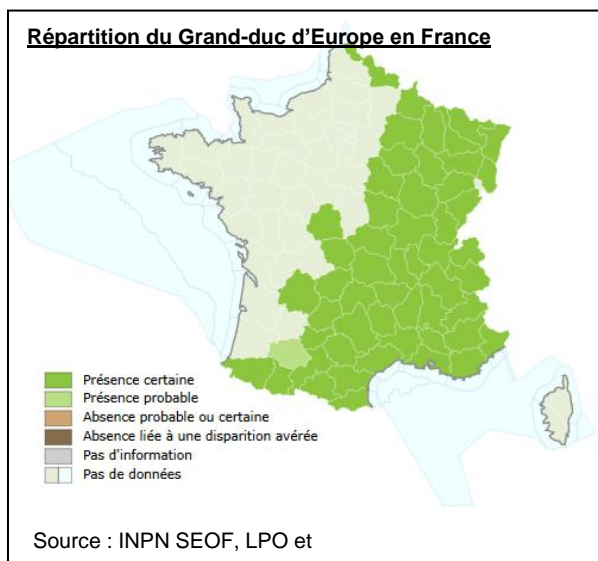 Répartition du Grand-duc d'Europe en France
Présence certaine
Présence probable
Absence probable ou certaine
Absence liée à une disparition avérée
Pas d'information
Pas de données
Source : INPN SEOF, LPO et